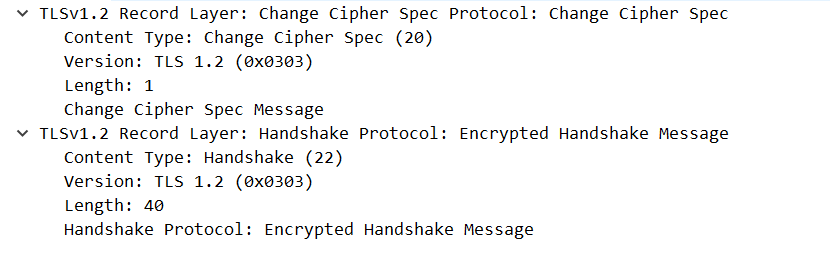 TLSv1.2 Record Layer: Change Cipher Spec Protocol: Change Cipher Spec
Content Type: Change Cipher Spec (20)
Version: TLS 1.2 (0x0303)
Length: 1
Change Cipher Spec Message
TLSv1.2 Record Layer: Handshake Protocol: Encrypted Handshake Message
Content Type: Handshake (22)
Version: TLS 1.2 (0x0303)
Length: 40
Handshake Protocol: Encrypted Handshake Message